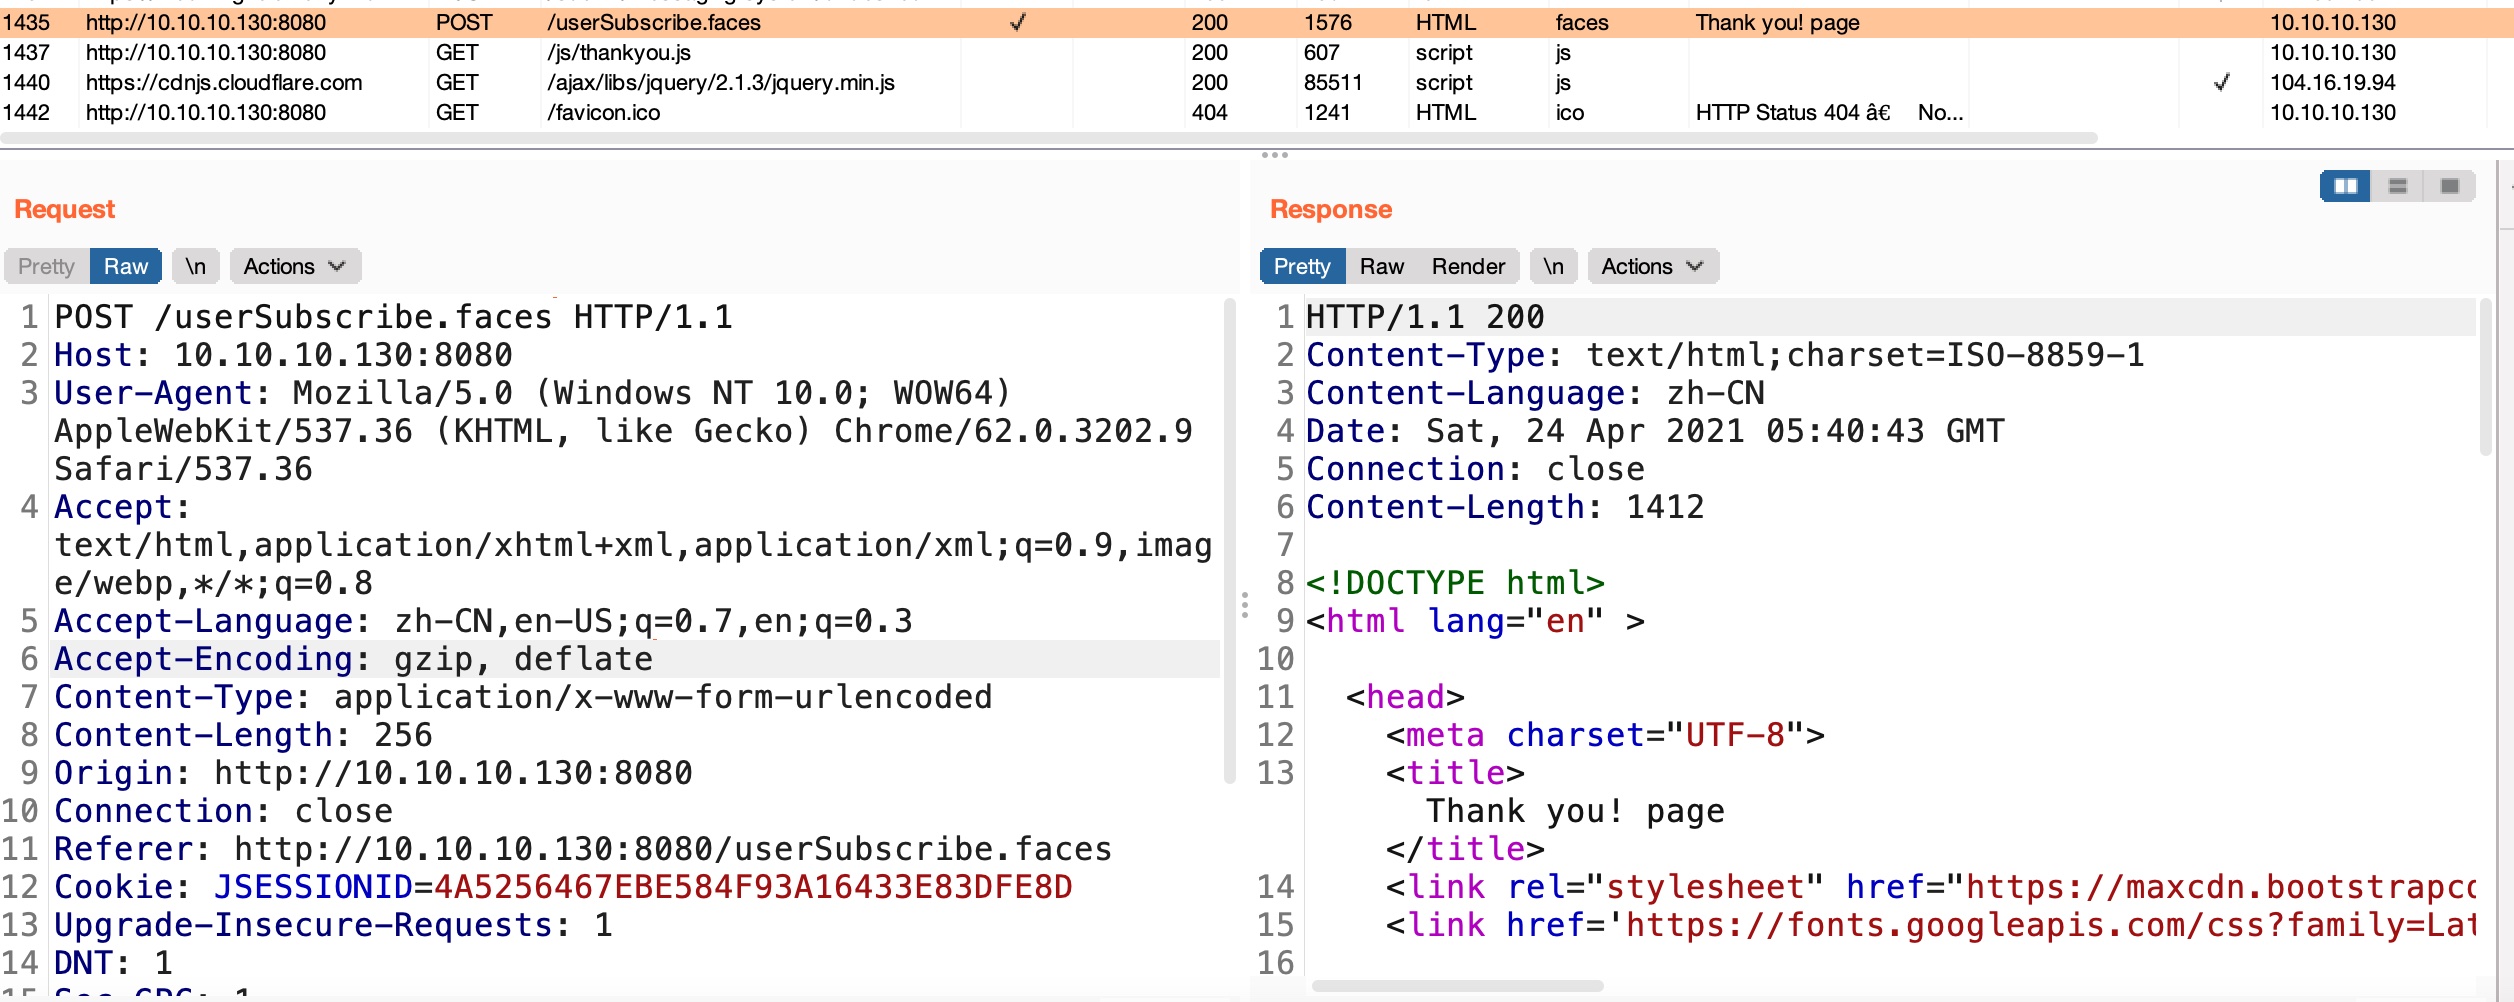 1435 http://10.10.10.130:8080 POST /userSubscribe.faces ✓ 200 1576 HTML faces Thank you! page 10.10.10.130
1437 http://10.10.10.130:8080 GET /js/thankyou.js 200 607 script js 10.10.10.130
1440 https://cdnjs.cloudflare.com GET /ajax/libs/jquery/2.1.3/jquery.min.js 200 85511 script js ✓ 104.16.19.94
1442 http://10.10.10.130:8080 GET /favicon.ico 404 1241 HTML ico HTTP Status 404 â€ No... 10.10.10.130
Request
Pretty Raw \n Actions
1 POST /userSubscribe.faces HTTP/1.1
2 Host: 10.10.10.130:8080
3 User-Agent: Mozilla/5.0 (Windows NT 10.0; WOW64)
AppleWebKit/537.36 (KHTML, like Gecko) Chrome/62.0.3202.9
Safari/537.36
4 Accept:
text/html,application/xhtml+xml,application/xml;q=0.9,imag
e/webp,*/*;q=0.8
5 Accept-Language: zh-CN,en-US;q=0.7,en;q=0.3
6 Accept-Encoding: gzip, deflate
7 Content-Type: application/x-www-form-urlencoded
8 Content-Length: 256
9 Origin: http://10.10.10.130:8080
10 Connection: close
11 Referer: http://10.10.10.130:8080/userSubscribe.faces
12 Cookie: JSESSIONID=4A5256467EBE584F93A16433E83DFE8D
13 Upgrade-Insecure-Requests: 1
14 DNT: 1
Response
Pretty Raw Render \n Actions
1 HTTP/1.1 200
2 Content-Type: text/html;charset=ISO-8859-1
3 Content-Language: zh-CN
4 Date: Sat, 24 Apr 2021 05:40:43 GMT
5 Connection: close
6 Content-Length: 1412
7
8 <!DOCTYPE html>
9 <html lang="en" >
10
11 <head>
12 <meta charset="UTF-8">
13 <title>
Thank you! page
</title>
14 <link rel="stylesheet" href="https://maxcdn.bootstrapc
15 <link href='https://fonts.googleapis.com/css?family=Lat
16